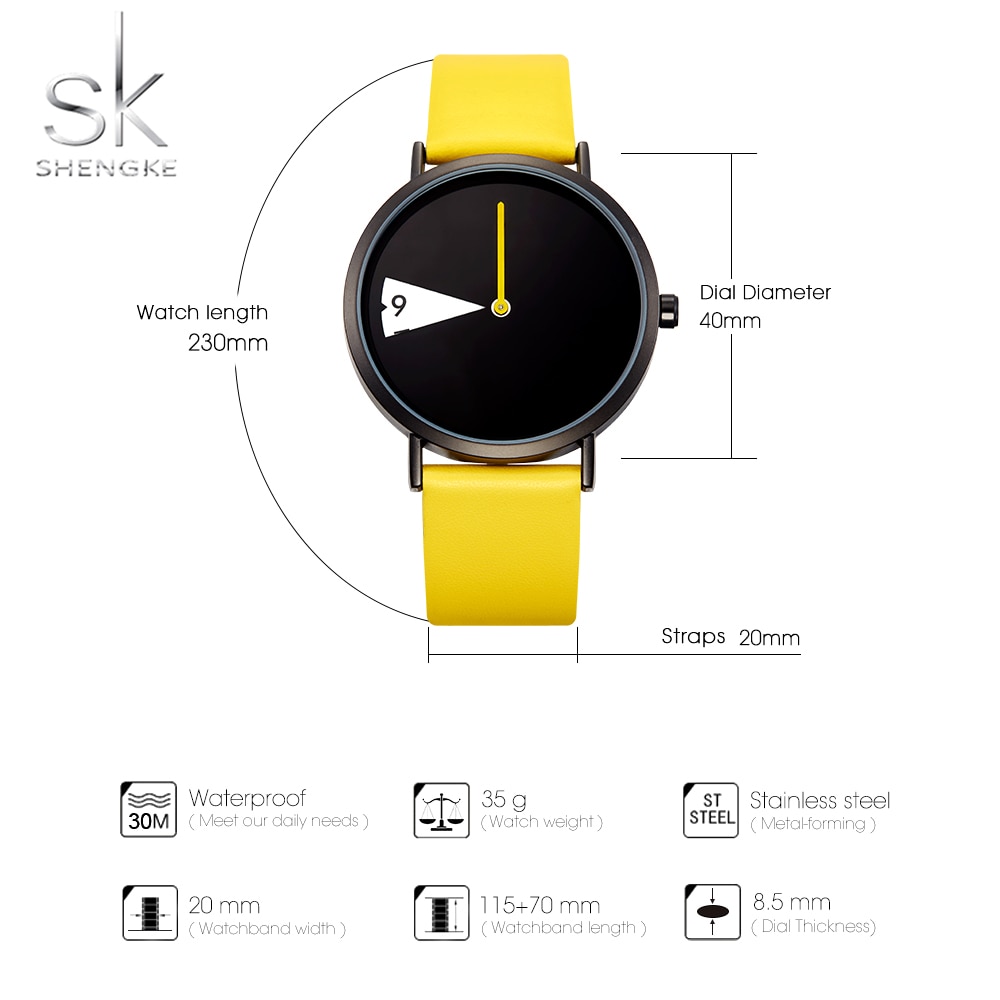 sk
SHENGKE
9
Watch length
230mm
Dial Diameter
40mm
Straps 20mm
30M
Waterproof
( Meet our daily needs )
35 g
( Watch weight )
ST
STEEL
Stainless steel
( Metal-forming )
20 mm
( Watchband width )
115+70 mm
( Watchband length )
8.5 mm
( Dial Thickness)